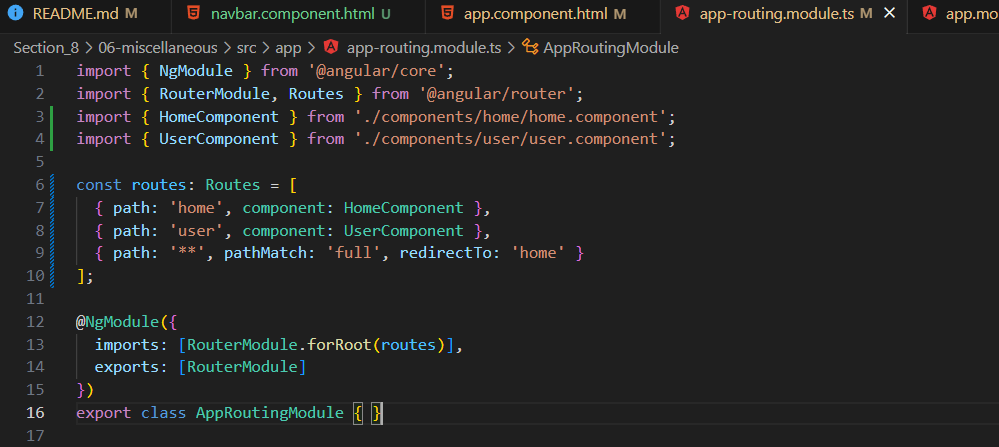 README.md M navbar.component.html U app.component.html M app-routing.module.ts M app.mo
Section_8 > 06-miscellaneous > src > app > app-routing.module.ts > AppRoutingModule
1 import { NgModule } from '@angular/core';
2 import { RouterModule, Routes } from '@angular/router';
3 import { HomeComponent } from './components/home/home.component';
4 import { UserComponent } from './components/user/user.component';
5
6 const routes: Routes = [
7   { path: 'home', component: HomeComponent },
8   { path: 'user', component: UserComponent },
9   { path: '**', pathMatch: 'full', redirectTo: 'home' }
10 ];
11
12 @NgModule({
13   imports: [RouterModule.forRoot(routes)],
14   exports: [RouterModule]
15 })
16 export class AppRoutingModule { }
17